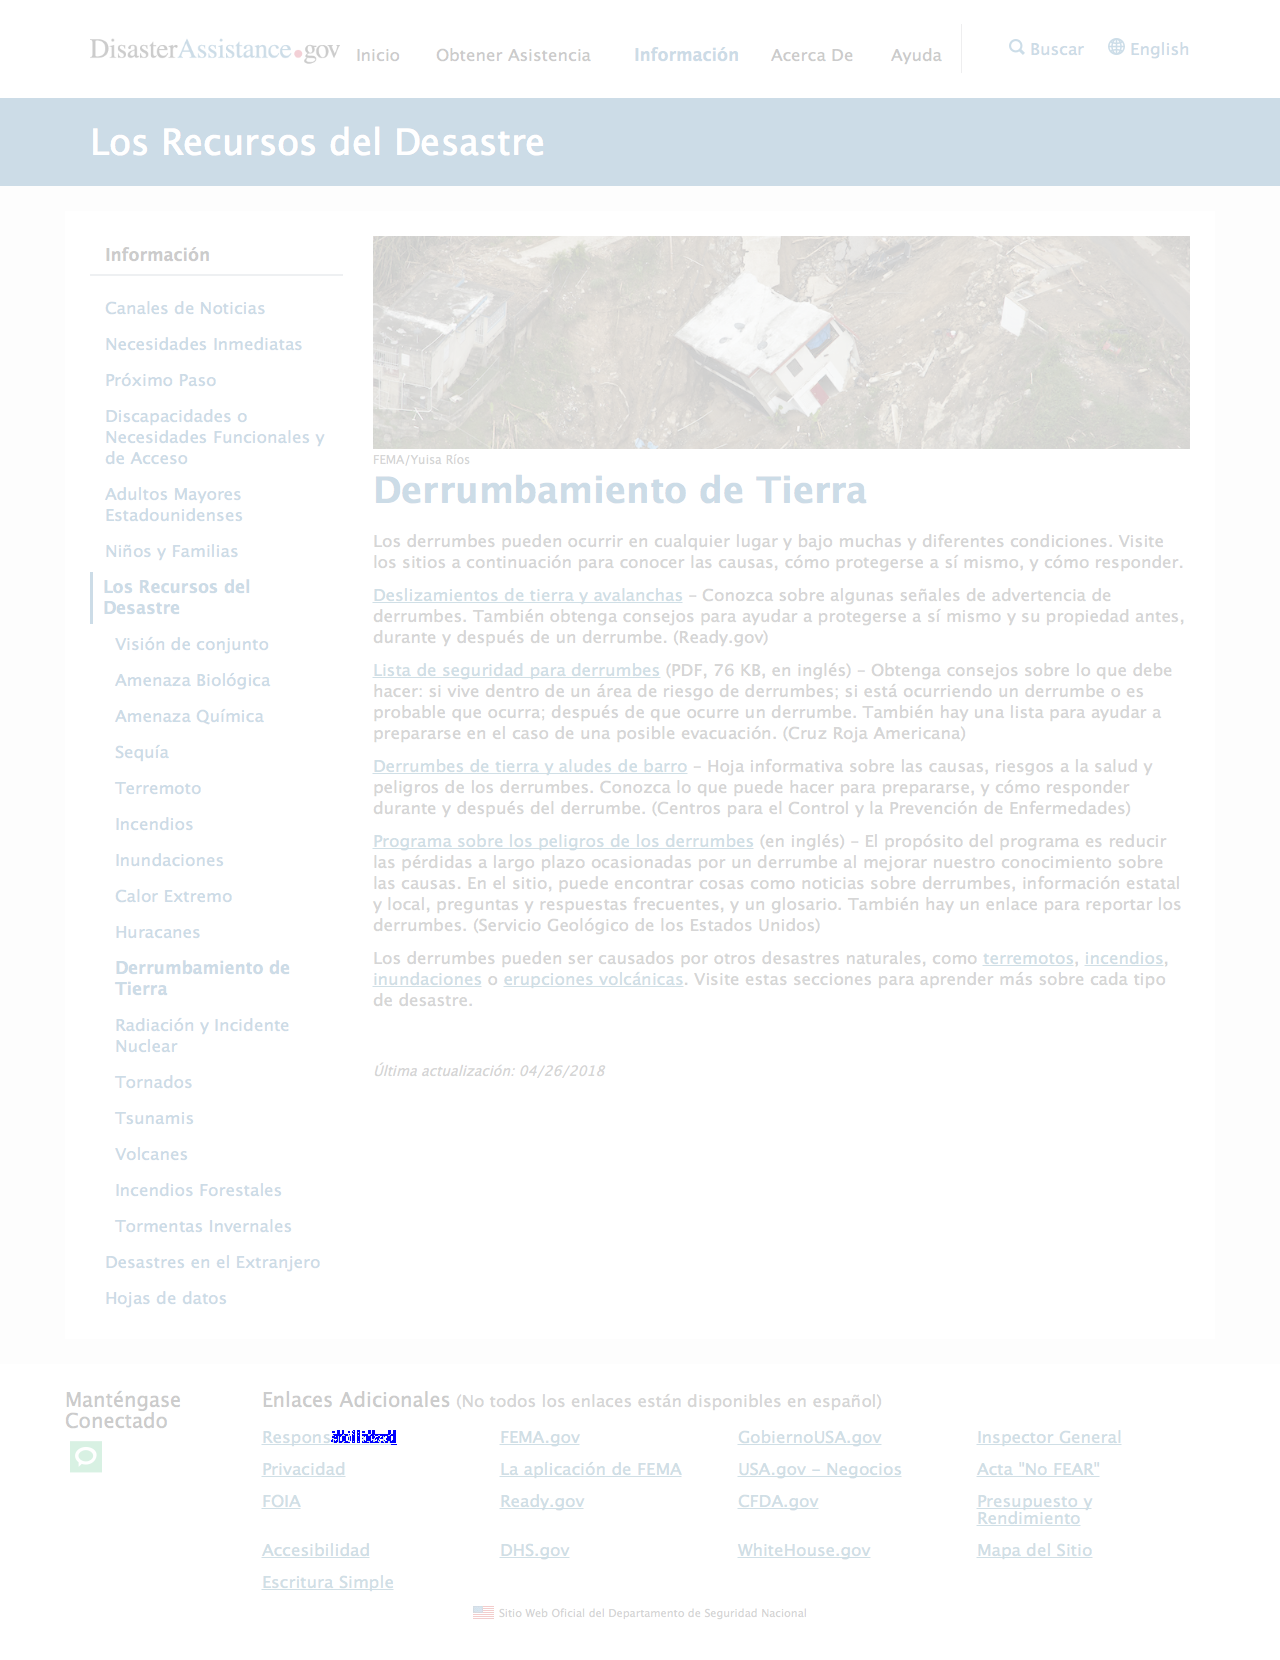 DisasterAssistance.gov
Inicio
Obtener Asistencia
Información
Acerca De
Ayuda
Buscar
English
Los Recursos del Desastre
Información
Canales de Noticias
Necesidades Inmediatas
Próximo Paso
Discapacidades o
Necesidades Funcionales y
de Acceso
Adultos Mayores
Estadounidenses
Niños y Familias
Los Recursos del
Desastre
Visión de conjunto
Amenaza Biológica
Amenaza Química
Sequía
Terremoto
Incendios
Inundaciones
Calor Extremo
Huracanes
Derrumbamiento de
Tierra
Radiación y Incidente
Nuclear
Tornados
Tsunamis
Volcanes
Incendios Forestales
Tormentas Invernales
Desastres en el Extranjero
Hojas de datos
FEMA/Yuisa Ríos
Derrumbamiento de Tierra
Los derrumbes pueden ocurrir en cualquier lugar y bajo muchas y diferentes condiciones. Visite
los sitios a continuación para conocer las causas, cómo protegerse a sí mismo, y cómo responder.
Deslizamientos de tierra y avalanchas – Conozca sobre algunas señales de advertencia de
derrumbes. También obtenga consejos para ayudar a protegerse a sí mismo y su propiedad antes,
durante y después de un derrumbe. (Ready.gov)
Lista de seguridad para derrumbes (PDF, 76 KB, en inglés) – Obtenga consejos sobre lo que debe
hacer: si vive dentro de un área de riesgo de derrumbes; si está ocurriendo un derrumbe o es
probable que ocurra; después de que ocurre un derrumbe. También hay una lista para ayudar a
prepararse en el caso de una posible evacuación. (Cruz Roja Americana)
Derrumbes de tierra y aludes de barro – Hoja informativa sobre las causas, riesgos a la salud y
peligros de los derrumbes. Conozca lo que puede hacer para prepararse, y cómo responder
durante y después del derrumbe. (Centros para el Control y la Prevención de Enfermedades)
Programa sobre los peligros de los derrumbes (en inglés) – El propósito del programa es reducir
las pérdidas a largo plazo ocasionadas por un derrumbe al mejorar nuestro conocimiento sobre
las causas. En el sitio, puede encontrar cosas como noticias sobre derrumbes, información estatal
y local, preguntas y respuestas frecuentes, y un glosario. También hay un enlace para reportar los
derrumbes. (Servicio Geológico de los Estados Unidos)
Los derrumbes pueden ser causados por otros desastres naturales, como terremotos, incendios,
inundaciones o erupciones volcánicas. Visite estas secciones para aprender más sobre cada tipo
de desastre.
Última actualización: 04/26/2018
Manténgase
Conectado
Enlaces Adicionales (No todos los enlaces están disponibles en español)
FEMA.gov
GobiernoUSA.gov
Inspector General
Privacidad
La aplicación de FEMA
USA.gov – Negocios
Acta "No FEAR"
FOIA
Ready.gov
CFDA.gov
Presupuesto y
Rendimiento
Accesibilidad
DHS.gov
WhiteHouse.gov
Mapa del Sitio
Escritura Simple
Sitio Web Oficial del Departamento de Seguridad Nacional